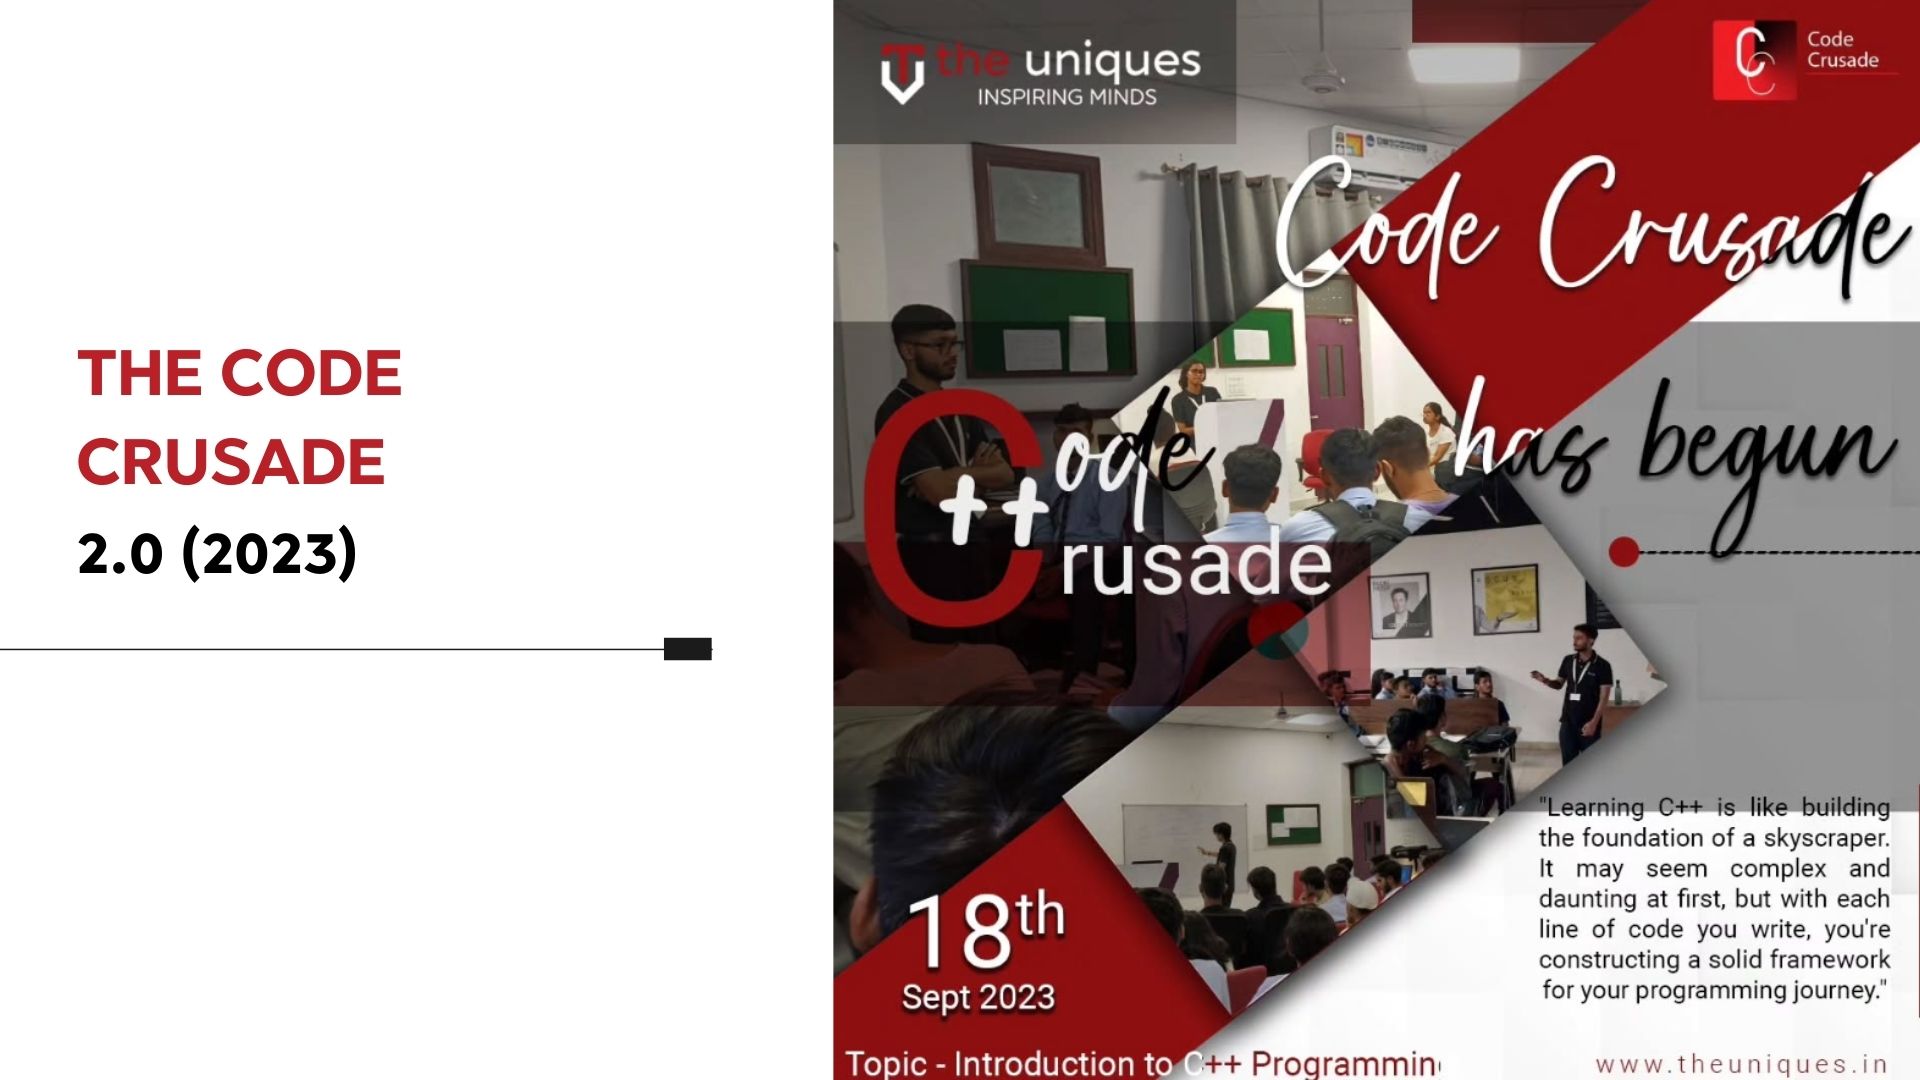 THE CODE
CRUSADE
2.0 (2023)
the uniques
INSPIRING MINDS
Code
Crusade
Code Crusade
has begun
C++ode
Crusade
"Learning C++ is like building
the foundation of a skyscraper.
It may seem complex and
daunting at first, but with each
line of code you write, you're
constructing a solid framework
for your programming journey."
18th
Sept 2023
Topic - Introduction to C++ Programmin
www.theuniques.in